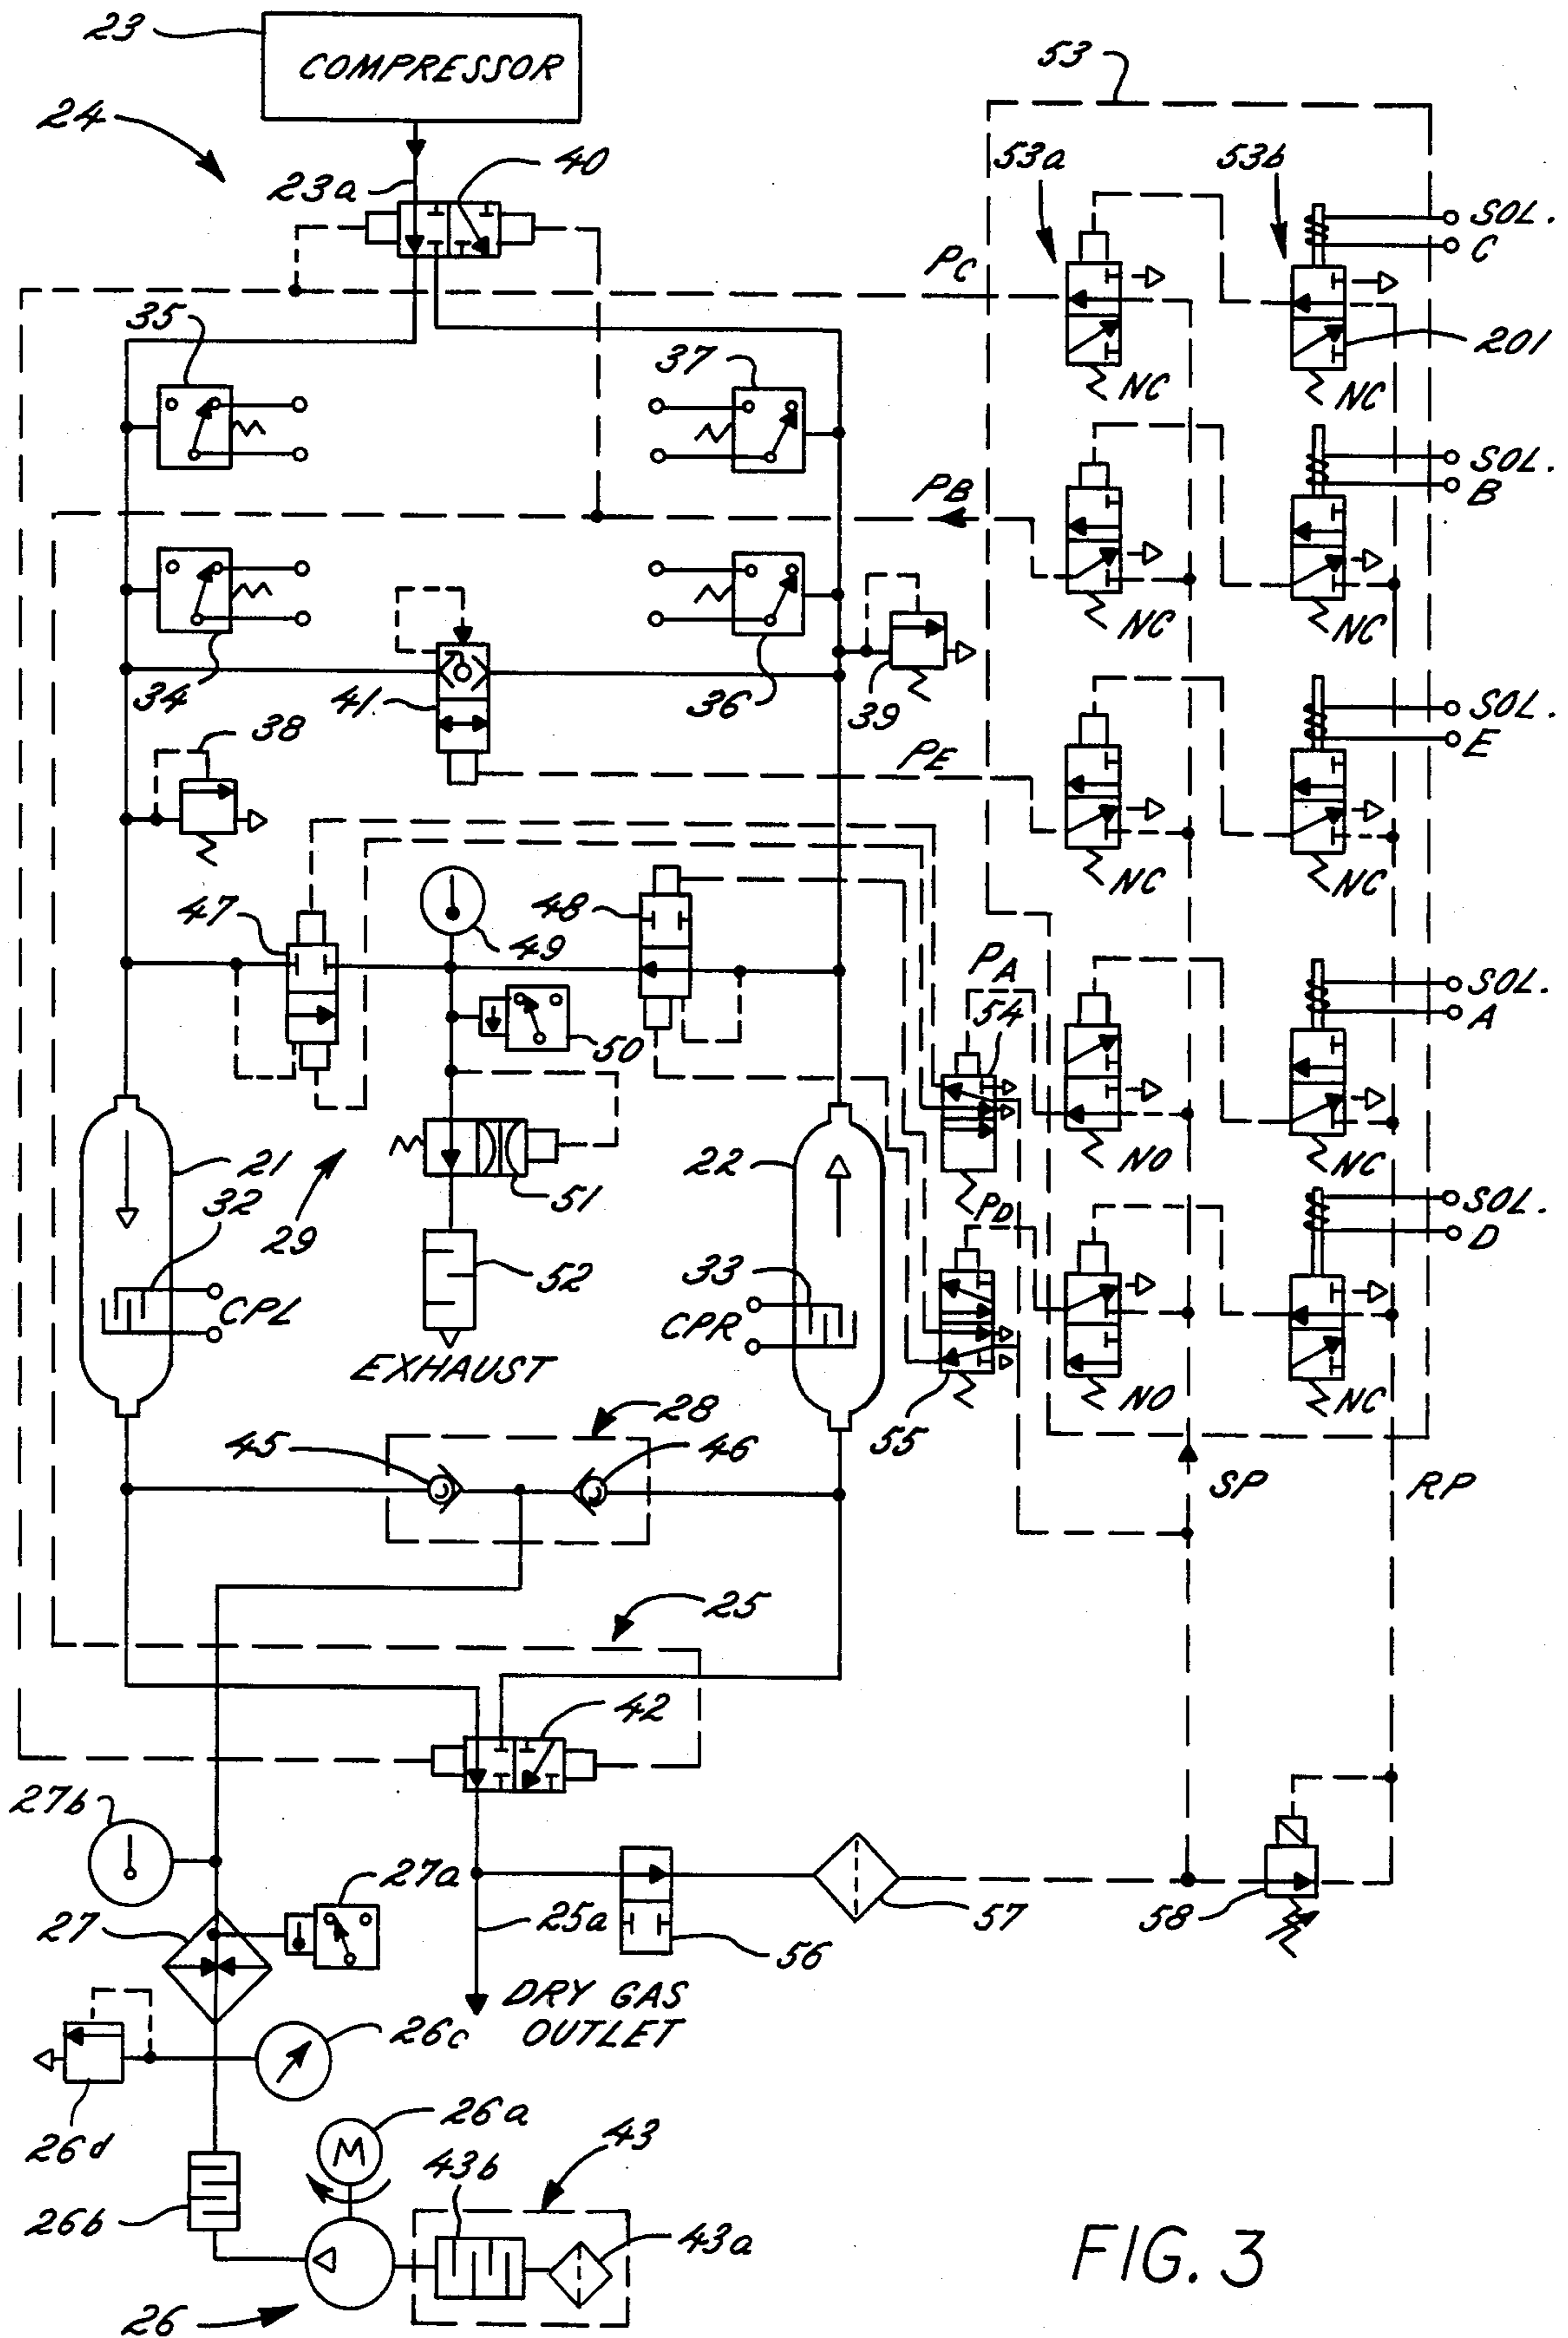 23
COMPRESSOR
53
24
40
53a
53b
23a
SOL.
C
PC
35
201
37
NC
NC
PB
SOL.
B
NC
NC
34
41
36
39
38
PE
SOL.
E
NC
NC
47
48
49
PA
54
SOL.
A
50
21
22
51
NO
NC
32
29
PD
SOL.
D
52
33
CPL
CPR
EXHAUST
NO
NC
28
55
45
46
SP
RP
25
42
27b
27a
27
25a
56
57
58
DRY GAS
OUTLET
26c
26d
26a
43
43b
26b
43a
26
FIG. 3